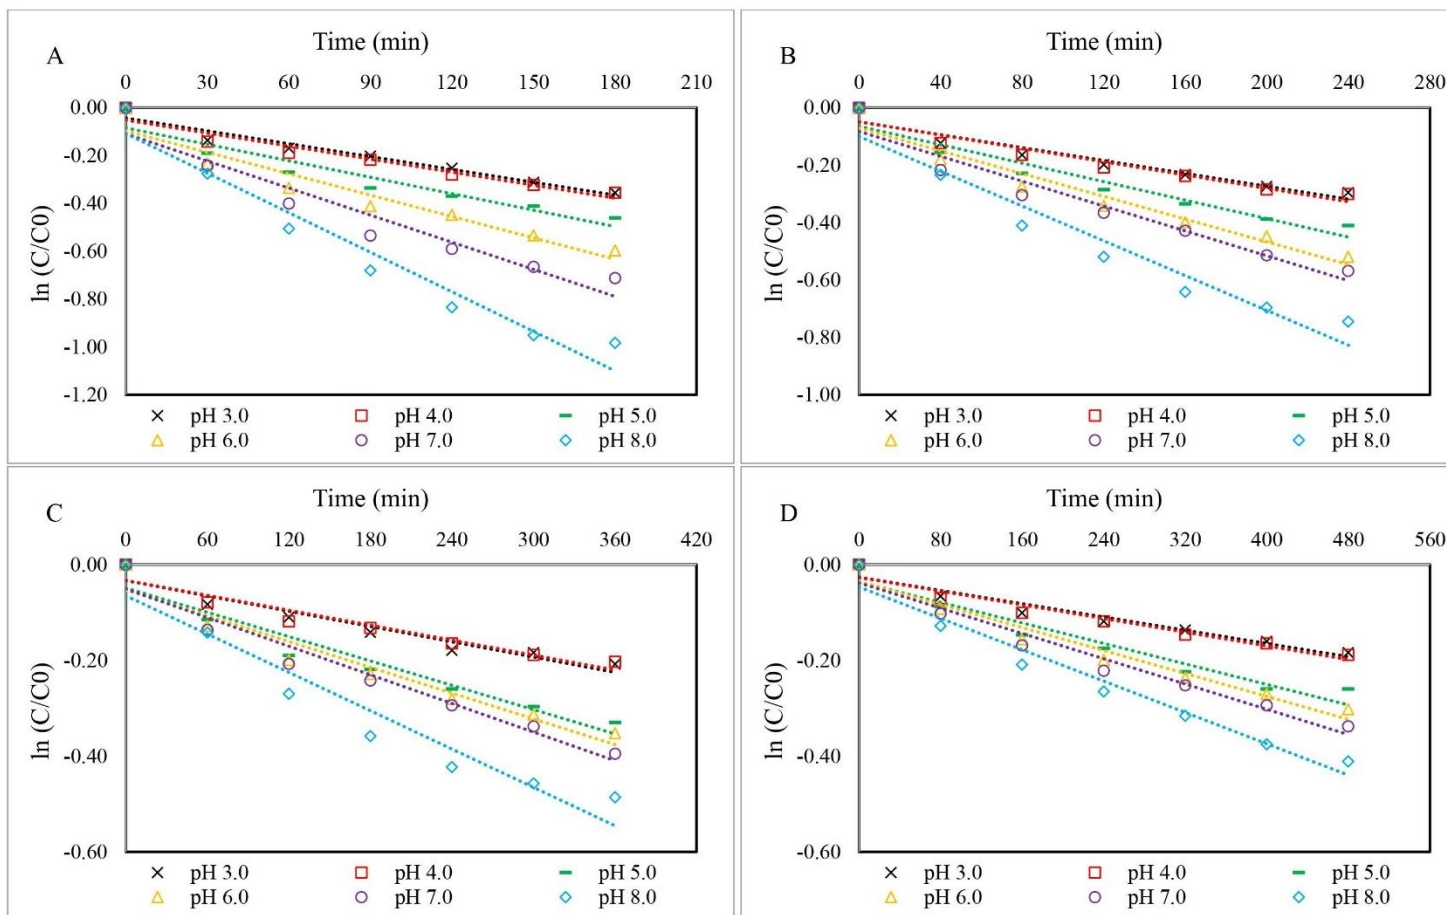 A
Time (min)
0 30 60 90 120 150 180 210
0.00
-0.20
-0.40
-0.60
-0.80
-1.00
-1.20
ln (C/C0)
pH 3.0 pH 4.0 pH 5.0
pH 6.0 pH 7.0 pH 8.0
B
Time (min)
0 40 80 120 160 200 240 280
0.00
-0.20
-0.40
-0.60
-0.80
-1.00
ln (C/C0)
pH 3.0 pH 4.0 pH 5.0
pH 6.0 pH 7.0 pH 8.0
C
Time (min)
0 60 120 180 240 300 360 420
0.00
-0.20
-0.40
-0.60
ln (C/C0)
pH 3.0 pH 4.0 pH 5.0
pH 6.0 pH 7.0 pH 8.0
D
Time (min)
0 80 160 240 320 400 480 560
0.00
-0.20
-0.40
-0.60
ln (C/C0)
pH 3.0 pH 4.0 pH 5.0
pH 6.0 pH 7.0 pH 8.0